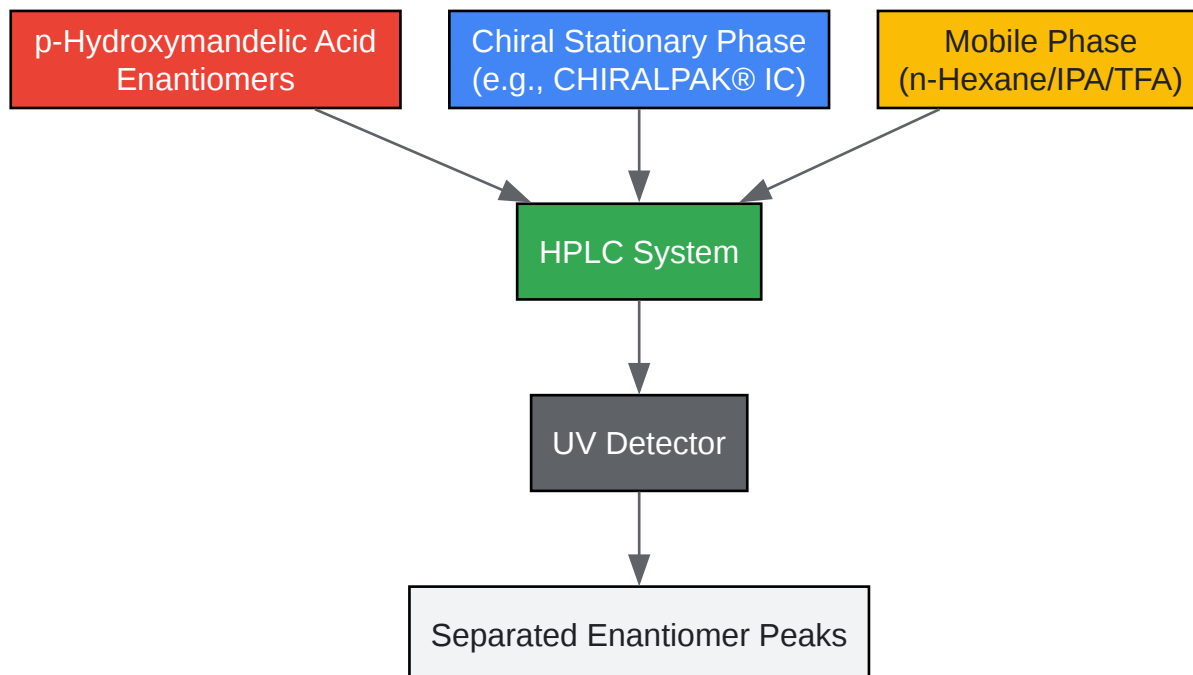 p-Hydroxymandelic Acid
Enantiomers
Chiral Stationary Phase
(e.g., CHIRALPAK® IC)
Mobile Phase
(n-Hexane/IPA/TFA)
HPLC System
UV Detector
Separated Enantiomer Peaks